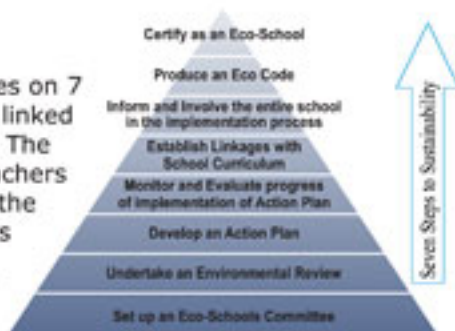 es on 7
linked
The
chers
the
s
Certify as an Eco-School
Produce an Eco Code
Inform and Involve the entire school
in the implementation process
Establish Linkages with
School Curriculum
Monitor and Evaluate progress
of implementation of Action Plan
Develop an Action Plan
Undertake an Environmental Review
Set up an Eco-Schools Committee
Seven Steps to Sustainability